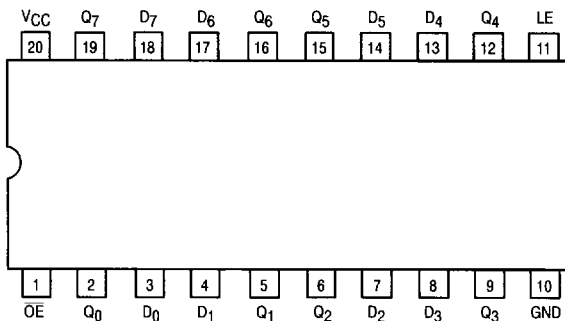 VCC Q7 D7 D6 Q6 Q5 D5 D4 Q4 LE
20 19 18 17 16 15 14 13 12 11
1 2 3 4 5 6 7 8 9 10
OE Q0 D0 D1 Q1 Q2 D2 D3 Q3 GND